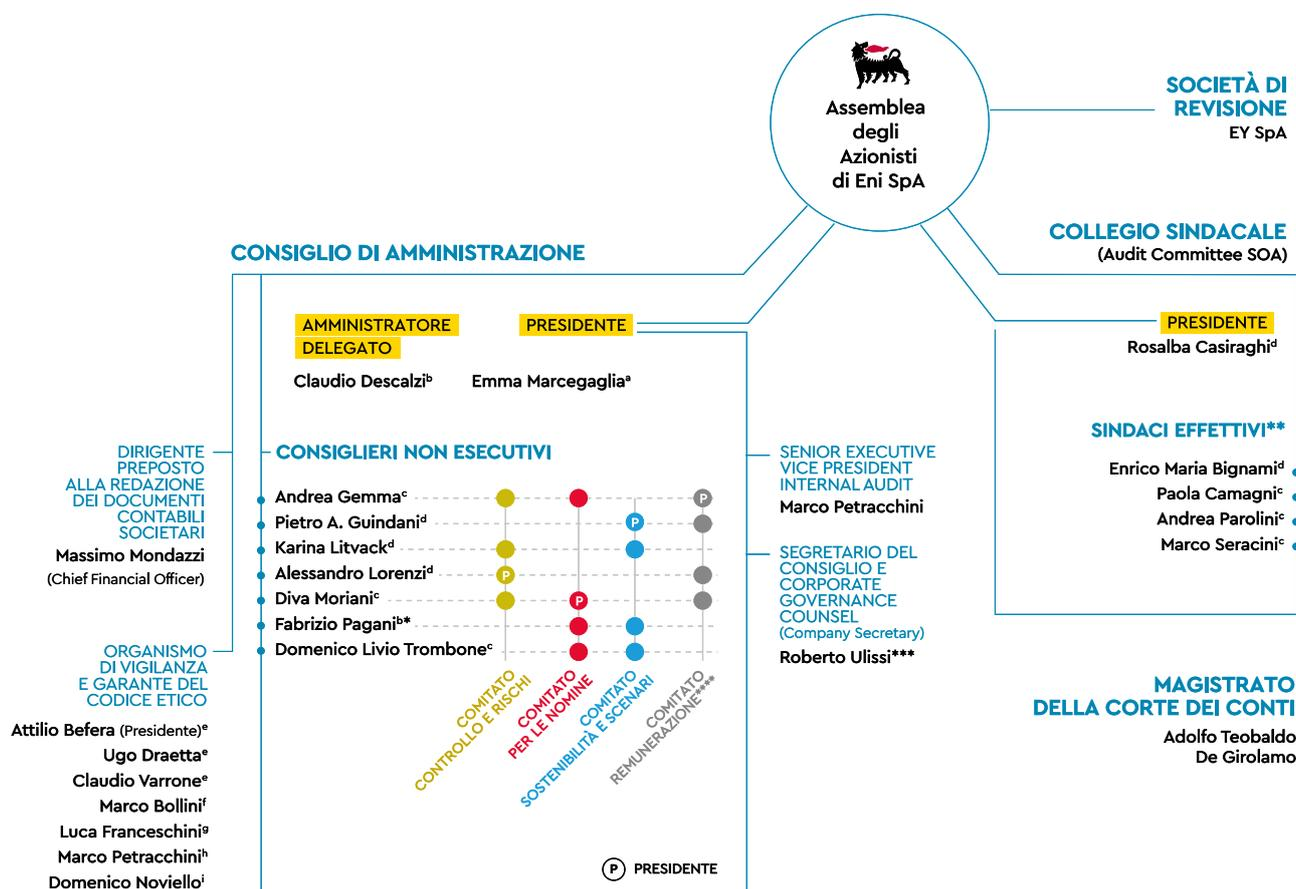 Assemblea
degli
Azionisti
di Eni SpA
SOCIETÀ DI
REVISIONE
EY SpA
COLLEGIO SINDACALE
(Audit Committee SOA)
PRESIDENTE
Rosalba Casiraghiᵈ
SINDACI EFFETTIVI**
Enrico Maria Bignamiᵈ
Paola Camagniᶜ
Andrea Paroliniᶜ
Marco Seraciniᶜ
MAGISTRATO
DELLA CORTE DEI CONTI
Adolfo Teobaldo
De Girolamo
CONSIGLIO DI AMMINISTRAZIONE
AMMINISTRATORE
DELEGATO
Claudio Descalziᵇ
PRESIDENTE
Emma Marcegagliaᵃ
CONSIGLIERI NON ESECUTIVI
Andrea Gemmaᶜ P
Pietro A. Guindaniᵈ P
Karina Litvackᵈ
Alessandro Lorenziᵈ P
Diva Morianiᶜ P
Fabrizio Paganiᵇ*
Domenico Livio Tromboneᶜ
COMITATO
CONTROLLO E RISCHI
COMITATO
PER LE NOMINE
COMITATO
SOSTENIBILITÀ E SCENARI
COMITATO
REMUNERAZIONE****
P PRESIDENTE
DIRIGENTE
PREPOSTO
ALLA REDAZIONE
DEI DOCUMENTI
CONTABILI
SOCIETARI
Massimo Mondazzi
(Chief Financial Officer)
ORGANISMO
DI VIGILANZA
E GARANTE DEL
CODICE ETICO
Attilio Befera (Presidente)ᵉ
Ugo Draettaᵉ
Claudio Varroneᵉ
Marco Bolliniᶠ
Luca Franceschiniᵍ
Marco Petracchiniʰ
Domenico Novielloⁱ
SENIOR EXECUTIVE
VICE PRESIDENT
INTERNAL AUDIT
Marco Petracchini
SEGRETARIO DEL
CONSIGLIO E
CORPORATE
GOVERNANCE
COUNSEL
(Company Secretary)
Roberto Ulissi***